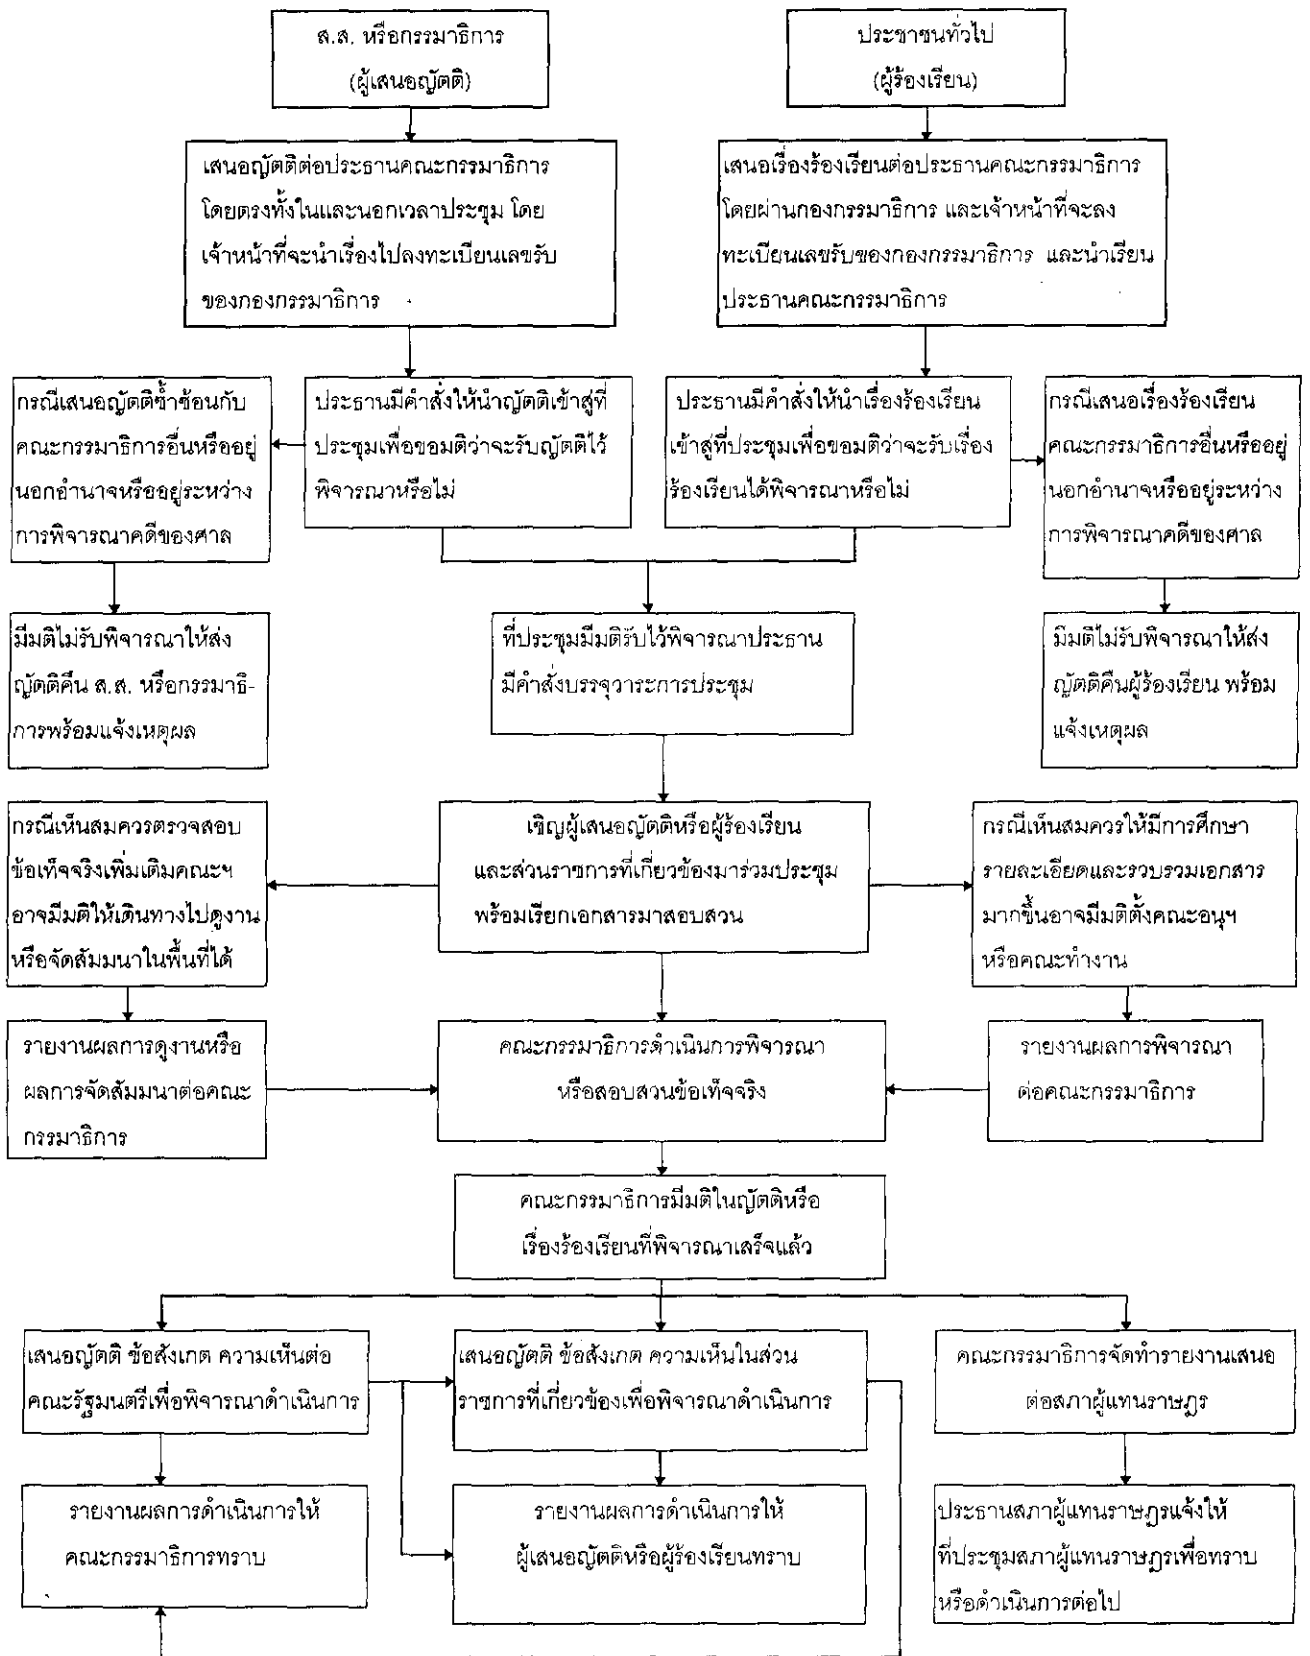 ส.ส. หรือกรรมาธิการ
(ผู้เสนอญัตติ)
ประชาชนทั่วไป
(ผู้ร้องเรียน)
เสนอญัตติต่อประธานคณะกรรมาธิการ
โดยตรงทั้งในและนอกเวลาประชุม โดย
เจ้าหน้าที่จะนำเรื่องไปลงทะเบียนเลขรับ
ของกองกรรมาธิการ
เสนอเรื่องร้องเรียนต่อประธานคณะกรรมาธิการ
โดยผ่านกองกรรมาธิการ และเจ้าหน้าที่จะลง
ทะเบียนเลขรับของกองกรรมาธิการ และนำเรียน
ประธานคณะกรรมาธิการ
กรณีเสนอญัตติซ้ำซ้อนกับ
คณะกรรมาธิการอื่นหรืออยู่
นอกอำนาจหรืออยู่ระหว่าง
การพิจารณาคดีของศาล
ประธานมีคำสั่งให้นำญัตติเข้าสู่ที่
ประชุมเพื่อขอมติว่าจะรับญัตติไว้
พิจารณาหรือไม่
ประธานมีคำสั่งให้นำเรื่องร้องเรียน
เข้าสู่ที่ประชุมเพื่อขอมติว่าจะรับเรื่อง
ร้องเรียนได้พิจารณาหรือไม่
กรณีเสนอเรื่องร้องเรียน
คณะกรรมาธิการอื่นหรืออยู่
นอกอำนาจหรืออยู่ระหว่าง
การพิจารณาคดีของศาล
มีมติไม่รับพิจารณาให้ส่ง
ญัตติคืน ส.ส. หรือกรรมาธิ-
การพร้อมแจ้งเหตุผล
ที่ประชุมมีมติรับไว้พิจารณาประธาน
มีคำสั่งบรรจุวาระการประชุม
มีมติไม่รับพิจารณาให้ส่ง
ญัตติคืนผู้ร้องเรียน พร้อม
แจ้งเหตุผล
กรณีเห็นสมควรตรวจสอบ
ข้อเท็จจริงเพิ่มเติมคณะฯ
อาจมีมติให้เดินทางไปดูงาน
หรือจัดสัมมนาในพื้นที่ได้
เชิญผู้เสนอญัตติหรือผู้ร้องเรียน
และส่วนราชการที่เกี่ยวข้องมาร่วมประชุม
พร้อมเรียกเอกสารมาสอบสวน
กรณีเห็นสมควรให้มีการศึกษา
รายละเอียดและรวบรวมเอกสาร
มากขึ้นอาจมีมติตั้งคณะอนุฯ
หรือคณะทำงาน
รายงานผลการดูงานหรือ
ผลการจัดสัมมนาต่อคณะ
กรรมาธิการ
คณะกรรมาธิการดำเนินการพิจารณา
หรือสอบสวนข้อเท็จจริง
รายงานผลการพิจารณา
ต่อคณะกรรมาธิการ
คณะกรรมาธิการมีมติในญัตติหรือ
เรื่องร้องเรียนที่พิจารณาเสร็จแล้ว
เสนอญัตติ ข้อสังเกต ความเห็นต่อ
คณะรัฐมนตรีเพื่อพิจารณาดำเนินการ
เสนอญัตติ ข้อสังเกต ความเห็นในส่วน
ราชการที่เกี่ยวข้องเพื่อพิจารณาดำเนินการ
คณะกรรมาธิการจัดทำรายงานเสนอ
ต่อสภาผู้แทนราษฎร
รายงานผลการดำเนินการให้
คณะกรรมาธิการทราบ
รายงานผลการดำเนินการให้
ผู้เสนอญัตติหรือผู้ร้องเรียนทราบ
ประธานสภาผู้แทนราษฎรแจ้งให้
ที่ประชุมสภาผู้แทนราษฎรเพื่อทราบ
หรือดำเนินการต่อไป